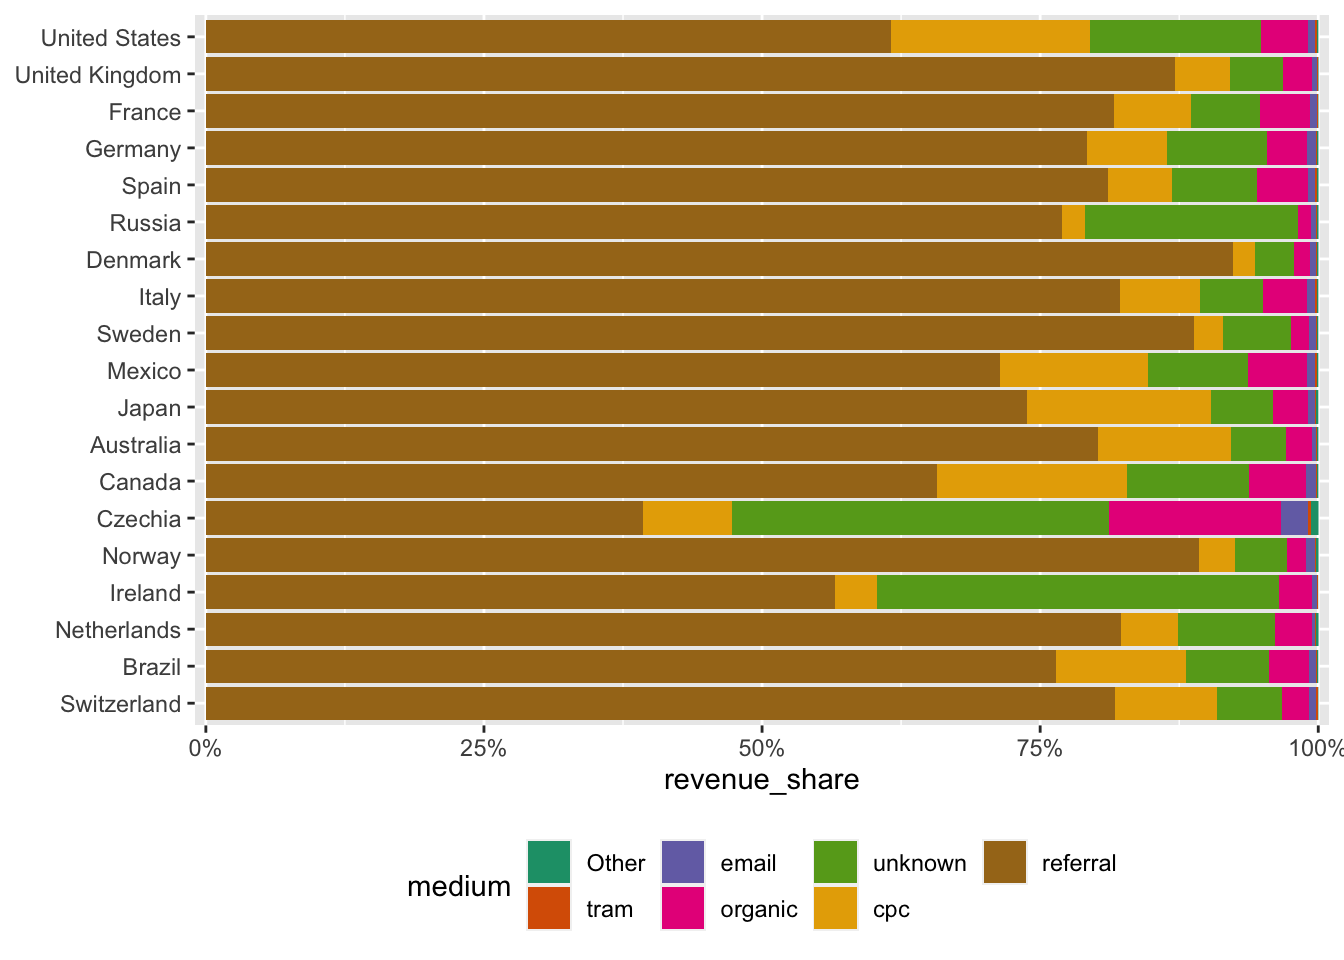 United States
United Kingdom
France
Germany
Spain
Russia
Denmark
Italy
Sweden
Mexico
Japan
Australia
Canada
Czechia
Norway
Ireland
Netherlands
Brazil
Switzerland
0% 25% 50% 75% 100%
revenue_share
medium
Other email unknown referral
tram organic cpc